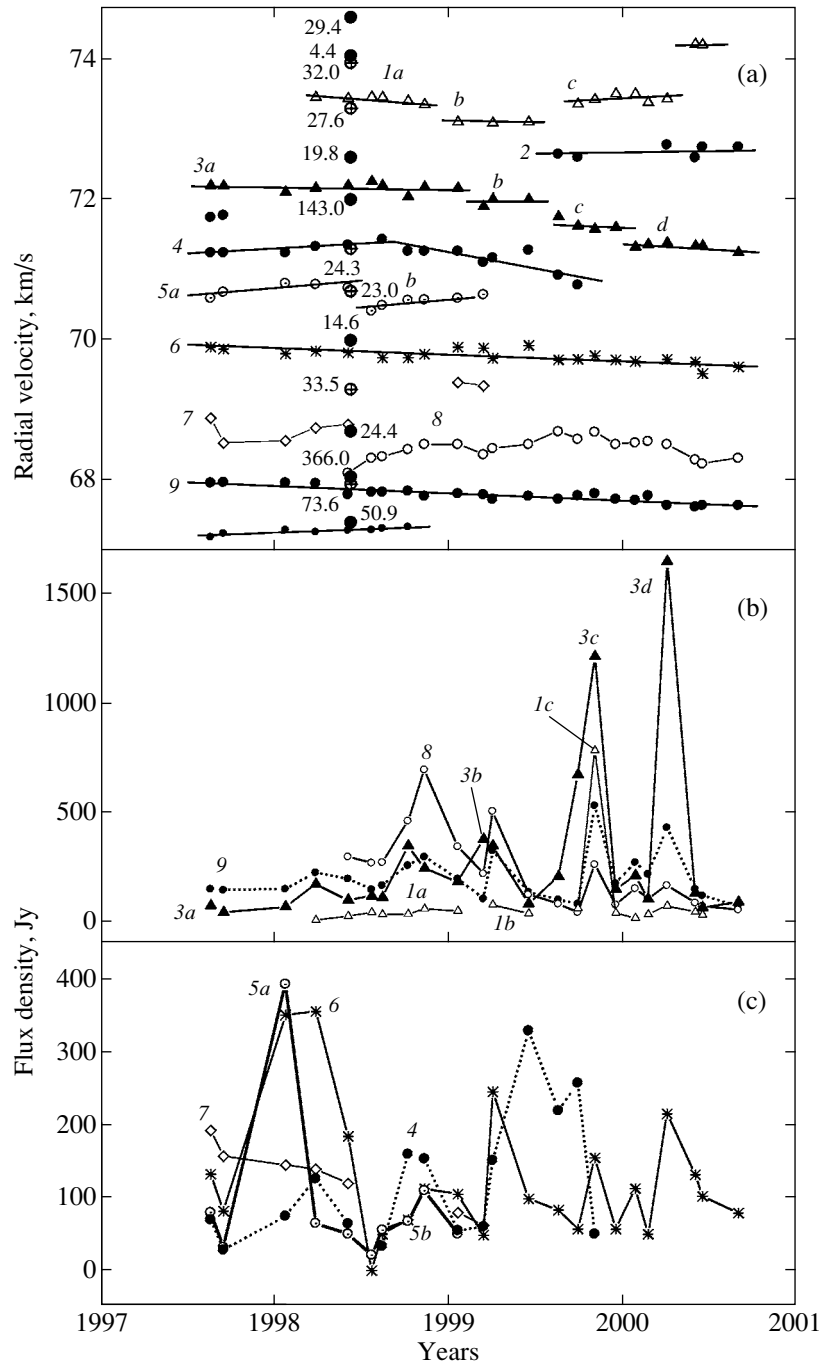 29.4
74
4.4
(a)
32.0
1a
c
b
27.6
19.8
2
3a
72
b
143.0
c
d
4
24.3
5a
23.0
b
14.6
70
6
33.5
7
8
24.4
366.0
68
9
73.6
50.9
Radial velocity, km/s
1500
3d
(b)
3c
1000
1c
8
3b
500
9
1a
3a
1b
0
Flux density, Jy
400
5a
6
(c)
300
200
7
4
100
5b
0
1997
1998
1999
2000
2001
Years